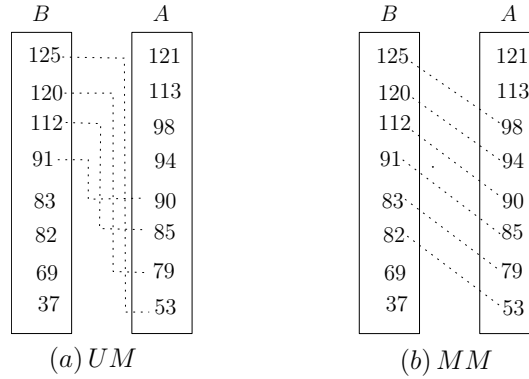 B A B A
125 121 125 121
120 113 120 113
112 98 112 98
91 94 91 94
83 90 83 90
82 85 82 85
69 79 69 79
37 53 37 53
(a) UM (b) MM